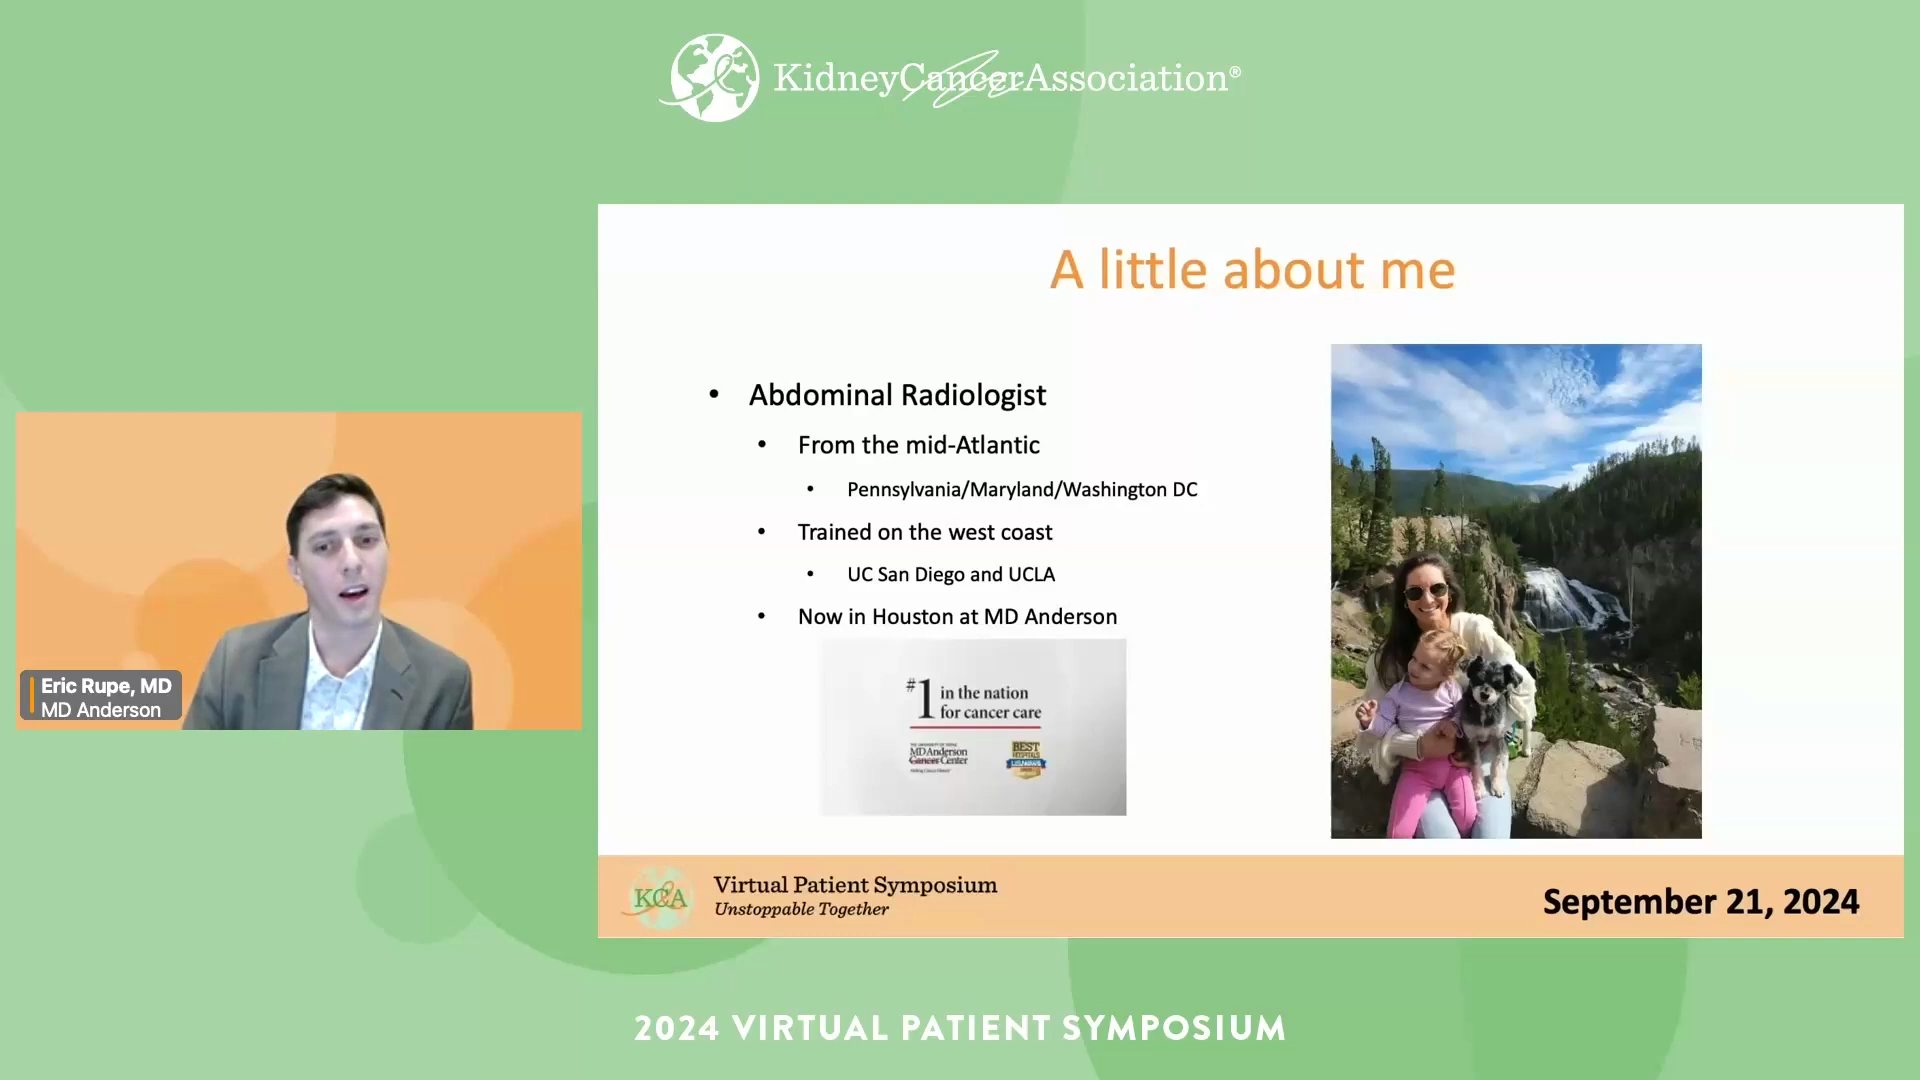 KidneyCancerAssociation®
A little about me
• Abdominal Radiologist
• From the mid-Atlantic
• Pennsylvania/Maryland/Washington DC
• Trained on the west coast
• UC San Diego and UCLA
• Now in Houston at MD Anderson
#1 in the nation
for cancer care
MD Anderson
Cancer Center
BEST
HOSPITALS
Eric Rupe, MD
MD Anderson
KCA
Virtual Patient Symposium
Unstoppable Together
September 21, 2024
2024 VIRTUAL PATIENT SYMPOSIUM